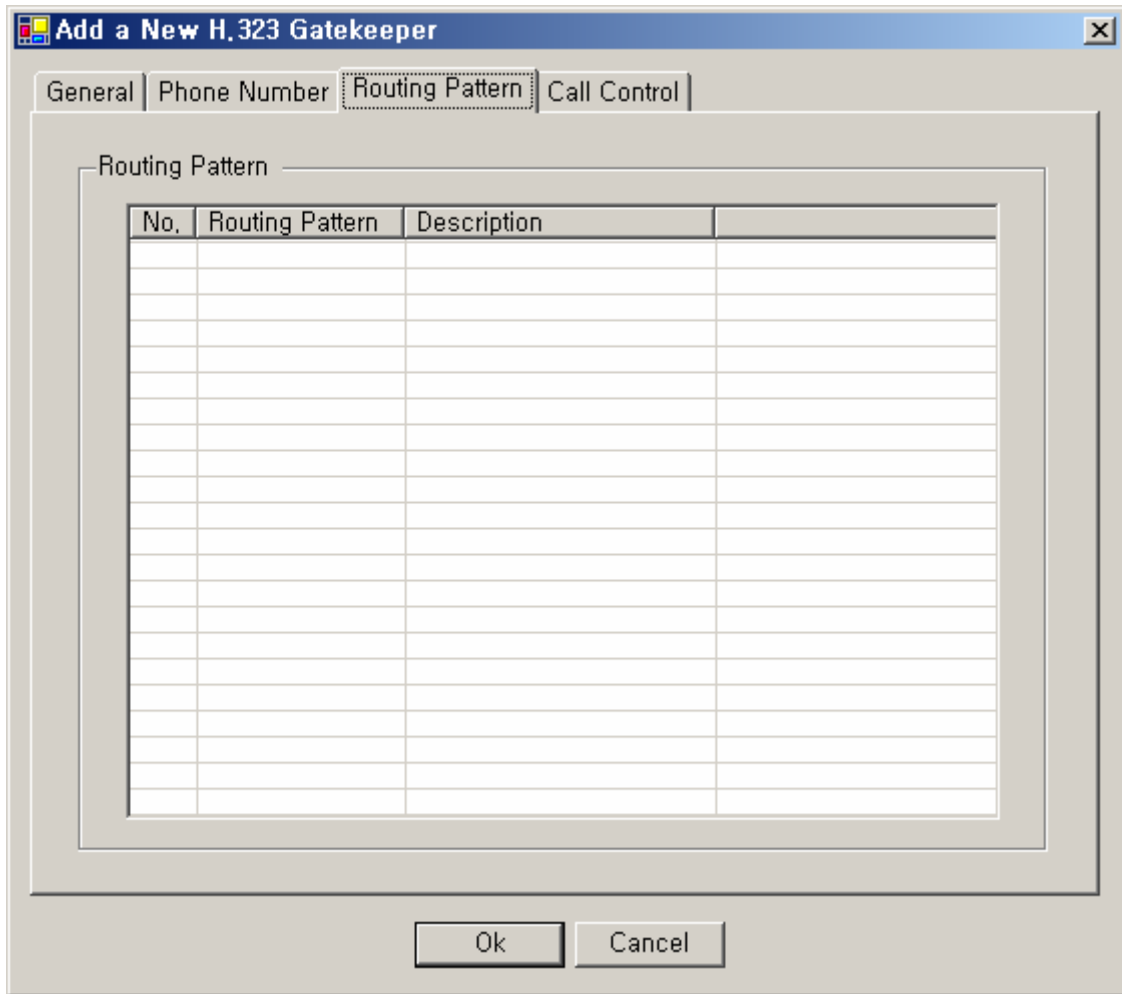 Add a New H.323 Gatekeeper
General Phone Number Routing Pattern Call Control
Routing Pattern
No. Routing Pattern Description
Ok Cancel